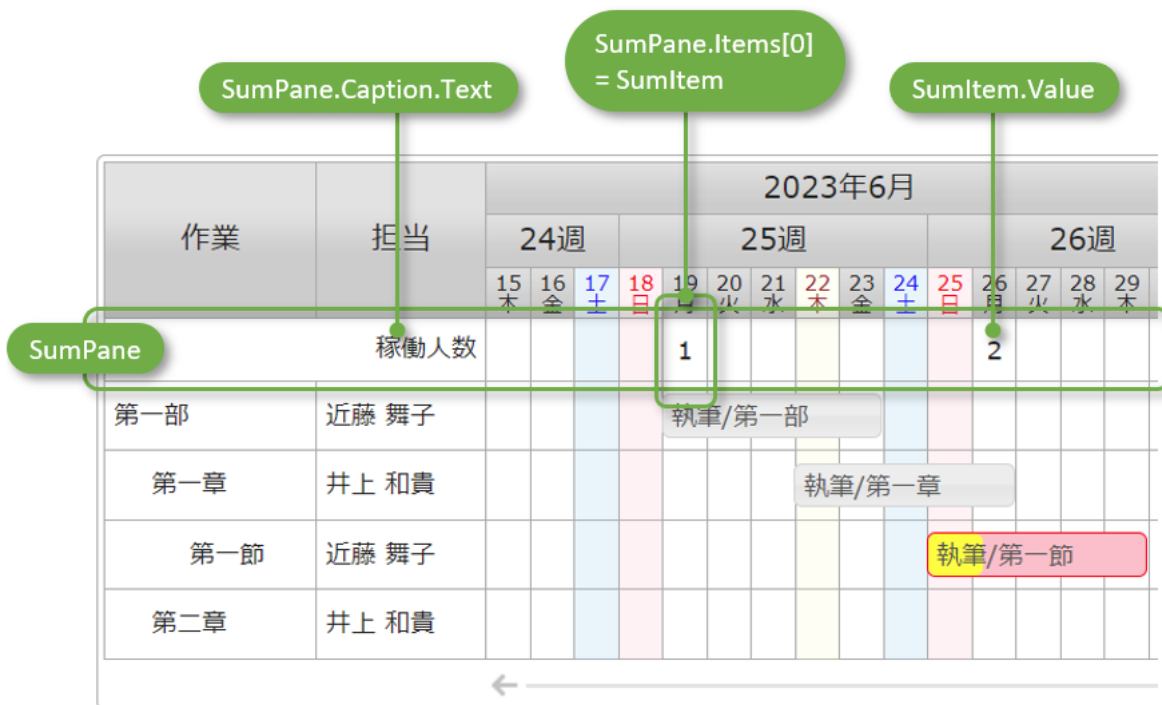 SumPane.Items[0]
= SumItem
SumPane.Caption.Text
SumItem.Value
2023年6月
作業 担当 24週 25週 26週
15 16 17 18 19 20 21 22 23 24 25 26 27 28 29
木 金 土 日 月 火 水 木 金 土 日 月 火 水 木
SumPane 稼働人数 1 2
第一部 近藤 舞子 執筆/第一部
第一章 井上 和貴 執筆/第一章
第一節 近藤 舞子 執筆/第一節
第二章 井上 和貴